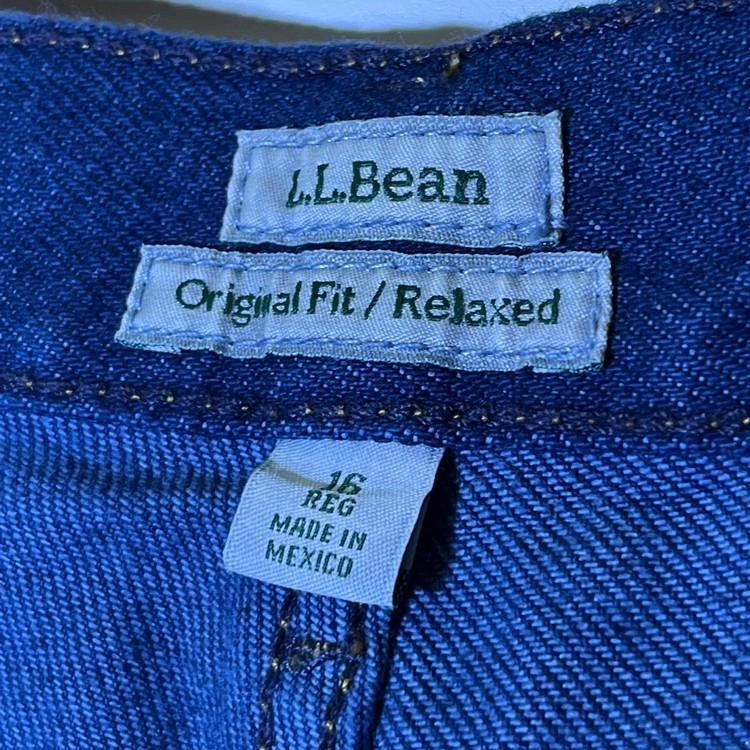 L.L.Bean
Original Fit / Relaxed
16
REG
MADE IN
MEXICO